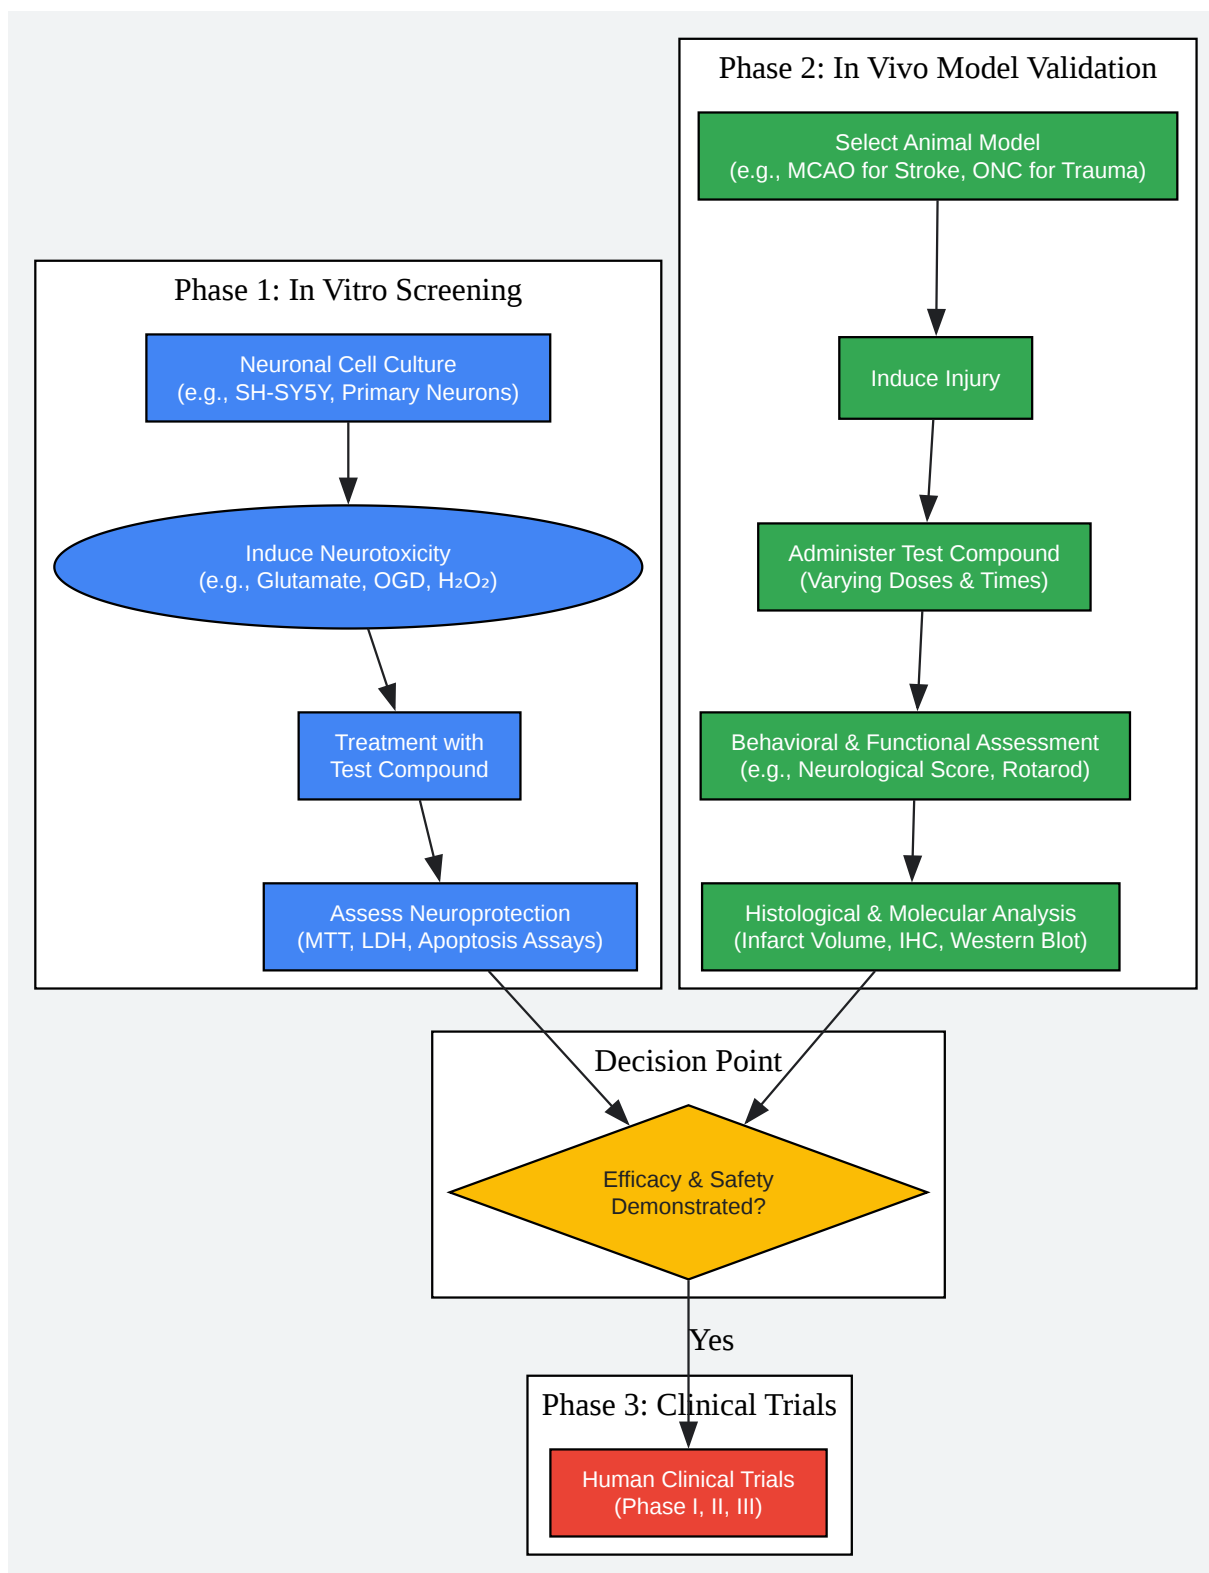 Phase 1: In Vitro Screening
Neuronal Cell Culture
(e.g., SH-SY5Y, Primary Neurons)
Induce Neurotoxicity
(e.g., Glutamate, OGD, H₂O₂)
Treatment with
Test Compound
Assess Neuroprotection
(MTT, LDH, Apoptosis Assays)
Phase 2: In Vivo Model Validation
Select Animal Model
(e.g., MCAO for Stroke, ONC for Trauma)
Induce Injury
Administer Test Compound
(Varying Doses & Times)
Behavioral & Functional Assessment
(e.g., Neurological Score, Rotarod)
Histological & Molecular Analysis
(Infarct Volume, IHC, Western Blot)
Decision Point
Efficacy & Safety
Demonstrated?
Yes
Phase 3: Clinical Trials
Human Clinical Trials
(Phase I, II, III)